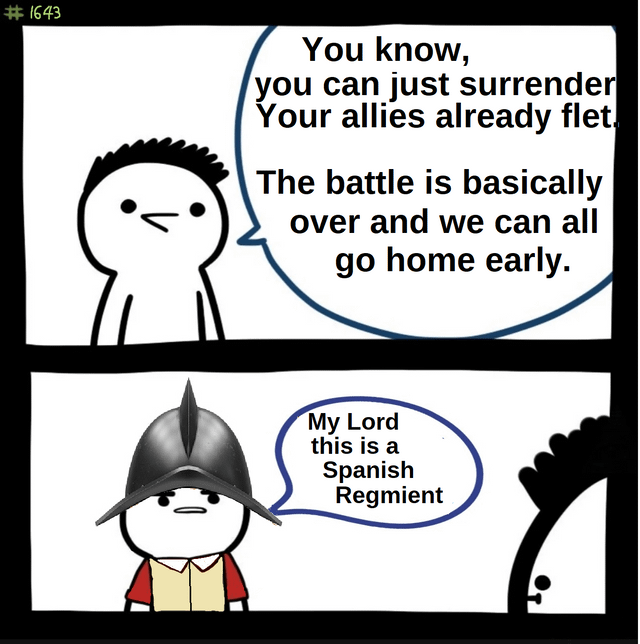 # 1643
You know,
you can just surrender
Your allies already flet.
The battle is basically
over and we can all
go home early.
My Lord
this is a
Spanish
Regmient